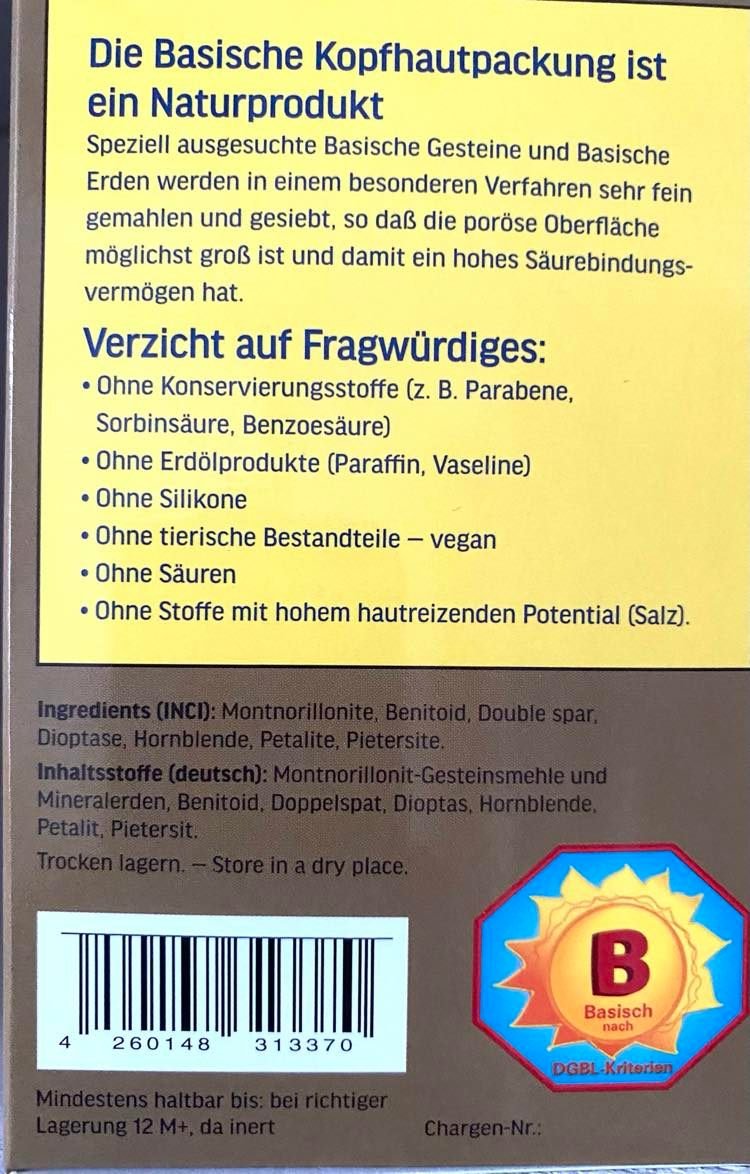 Die Basische Kopfhautpackung ist
ein Naturprodukt
Speziell ausgesuchte Basische Gesteine und Basische
Erden werden in einem besonderen Verfahren sehr fein
gemahlen und gesiebt, so daß die poröse Oberfläche
möglichst groß ist und damit ein hohes Säurebindungs-
vermögen hat.
Verzicht auf Fragwürdiges:
• Ohne Konservierungsstoffe (z. B. Parabene,
Sorbinsäure, Benzoesäure)
• Ohne Erdölprodukte (Paraffin, Vaseline)
• Ohne Silikone
• Ohne tierische Bestandteile – vegan
• Ohne Säuren
• Ohne Stoffe mit hohem hautreizenden Potential (Salz).
Ingredients (INCI): Montnorillonite, Benitoid, Double spar,
Dioptase, Hornblende, Petalite, Pietersite.
Inhaltsstoffe (deutsch): Montnorillonit-Gesteinsmehle und
Mineralerden, Benitoid, Doppelspat, Dioptas, Hornblende,
Petalit, Pietersit.
Trocken lagern. – Store in a dry place.
B
Basisch
nach
DGBL-Kriterien
4 260148 313370
Mindestens haltbar bis: bei richtiger
Lagerung 12 M+, da inert
Chargen-Nr.: